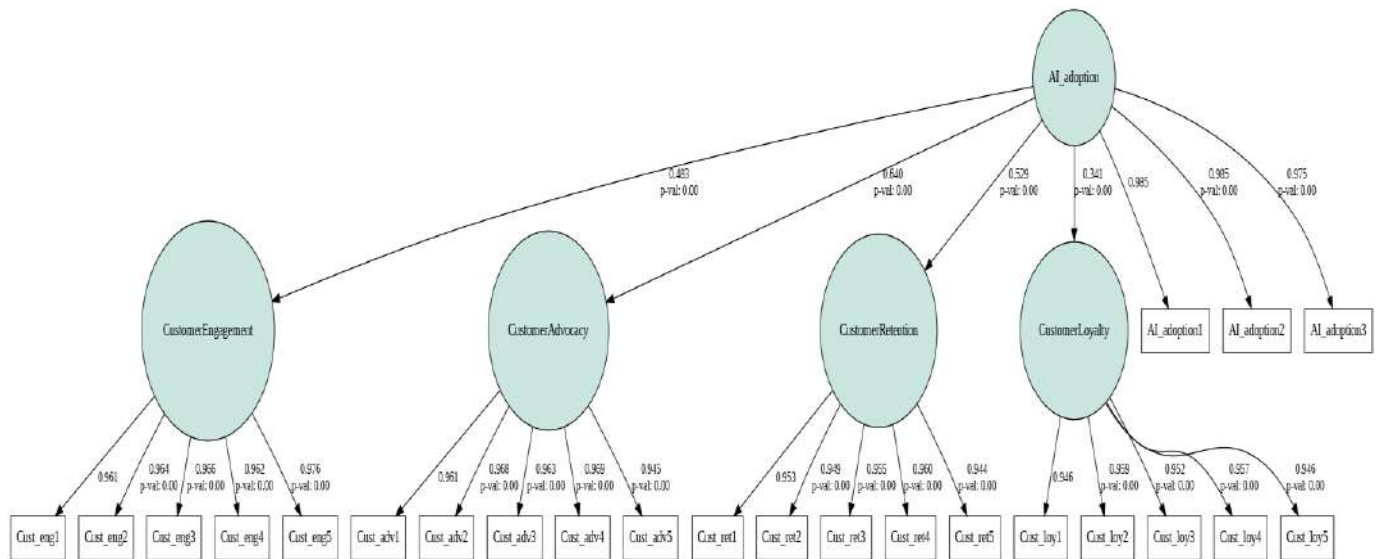 AI_adoption
0.483
p-val: 0.00
0.640
p-val: 0.00
0.529
p-val: 0.00
0.341
p-val: 0.00
0.985
0.985
p-val: 0.00
0.975
p-val: 0.00
CustomerEngagement
CustomerAdvocacy
CustomerRetention
CustomerLoyalty
AI_adoption1
AI_adoption2
AI_adoption3
0.961
0.964
p-val: 0.00
0.966
p-val: 0.00
0.962
p-val: 0.00
0.976
p-val: 0.00
0.961
0.968
p-val: 0.00
0.963
p-val: 0.00
0.969
p-val: 0.00
0.945
p-val: 0.00
0.953
0.949
p-val: 0.00
0.955
p-val: 0.00
0.960
p-val: 0.00
0.944
p-val: 0.00
0.946
0.959
p-val: 0.00
0.952
p-val: 0.00
0.957
p-val: 0.00
0.946
p-val: 0.00
Cust_eng1
Cust_eng2
Cust_eng3
Cust_eng4
Cust_eng5
Cust_adv1
Cust_adv2
Cust_adv3
Cust_adv4
Cust_adv5
Cust_ret1
Cust_ret2
Cust_ret3
Cust_ret4
Cust_ret5
Cust_loy1
Cust_loy2
Cust_loy3
Cust_loy4
Cust_loy5